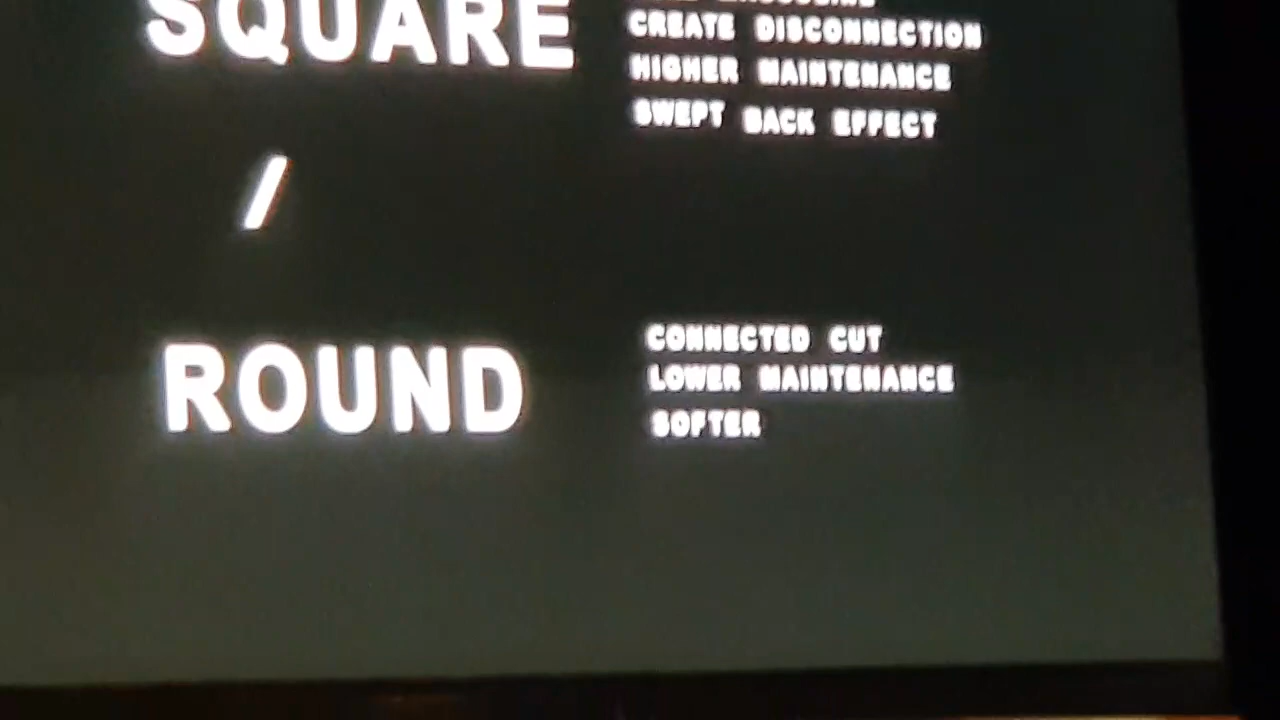 SQUARE
CREATE DISCONNECTION
HIGHER MAINTENANCE
SWEPT BACK EFFECT
/
ROUND
CONNECTED CUT
LOWER MAINTENANCE
SOFTER